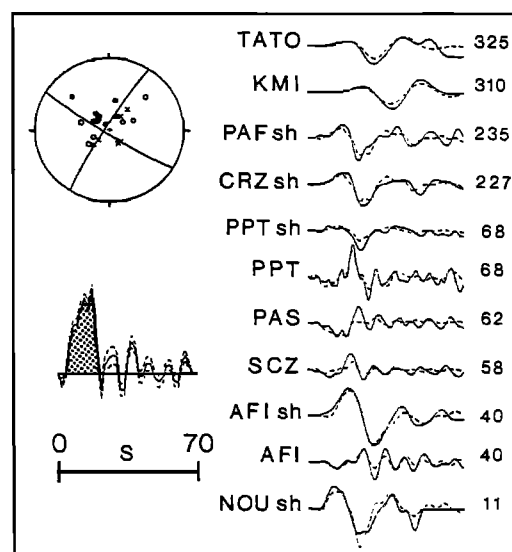 TATO 325
KMI 310
PAF sh 235
CRZ sh 227
PPT sh 68
PPT 68
PAS 62
SCZ 58
AFI sh 40
AFI 40
NOU sh 11
0 70
S